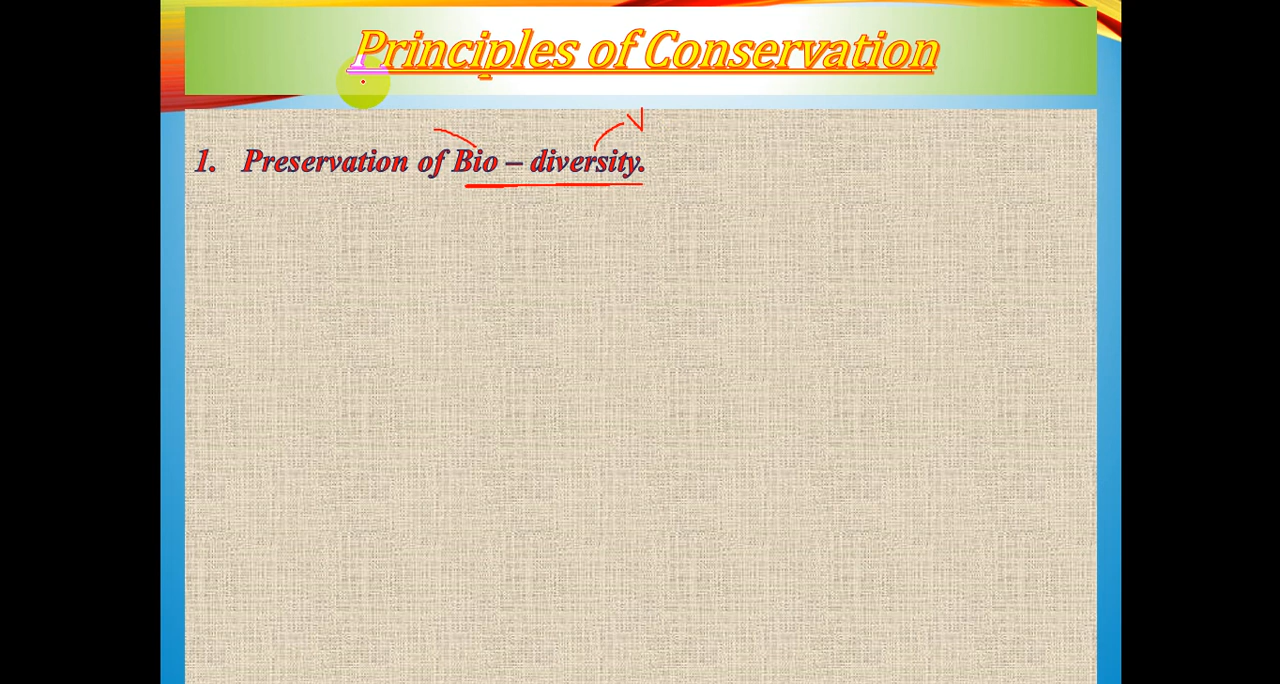 Principles of Conservation
1. Preservation of Bio – diversity.